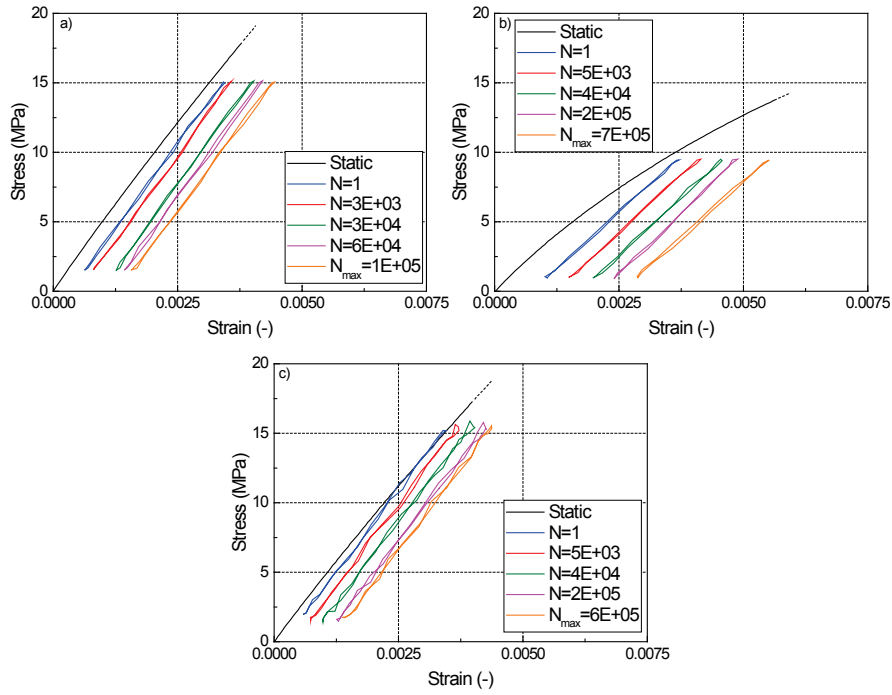 a)
20
15
10
5
0
Stress (MPa)
0.0000 0.0025 0.0050 0.0075
Strain (-)
Static
N=1
N=3E+03
N=3E+04
N=6E+04
Nmax=1E+05
b)
20
15
10
5
0
Stress (MPa)
0.0000 0.0025 0.0050 0.0075
Strain (-)
Static
N=1
N=5E+03
N=4E+04
N=2E+05
Nmax=7E+05
c)
20
15
10
5
0
Stress (MPa)
0.0000 0.0025 0.0050 0.0075
Strain (-)
Static
N=1
N=5E+03
N=4E+04
N=2E+05
Nmax=6E+05